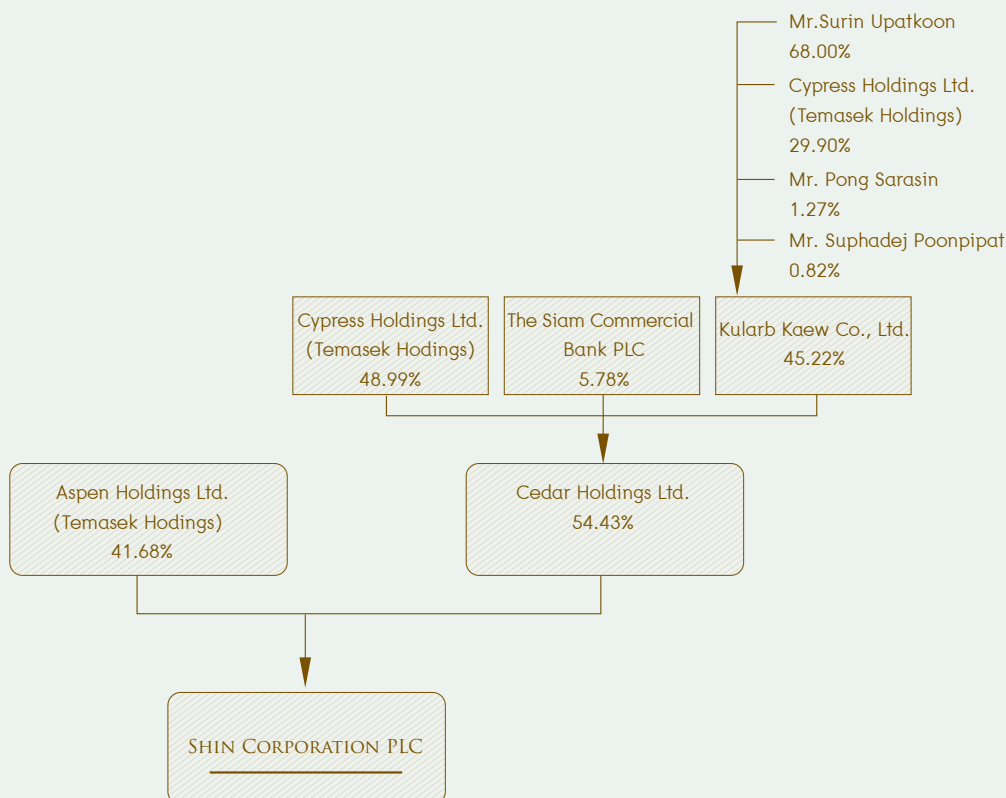 Mr.Surin Upatkoon
68.00%
Cypress Holdings Ltd.
(Temasek Holdings)
29.90%
Mr. Pong Sarasin
1.27%
Mr. Suphadej Poonpipat
0.82%
Cypress Holdings Ltd.
(Temasek Hodings)
48.99%
The Siam Commercial
Bank PLC
5.78%
Kularb Kaew Co., Ltd.
45.22%
Aspen Holdings Ltd.
(Temasek Hodings)
41.68%
Cedar Holdings Ltd.
54.43%
Shin Corporation PLC